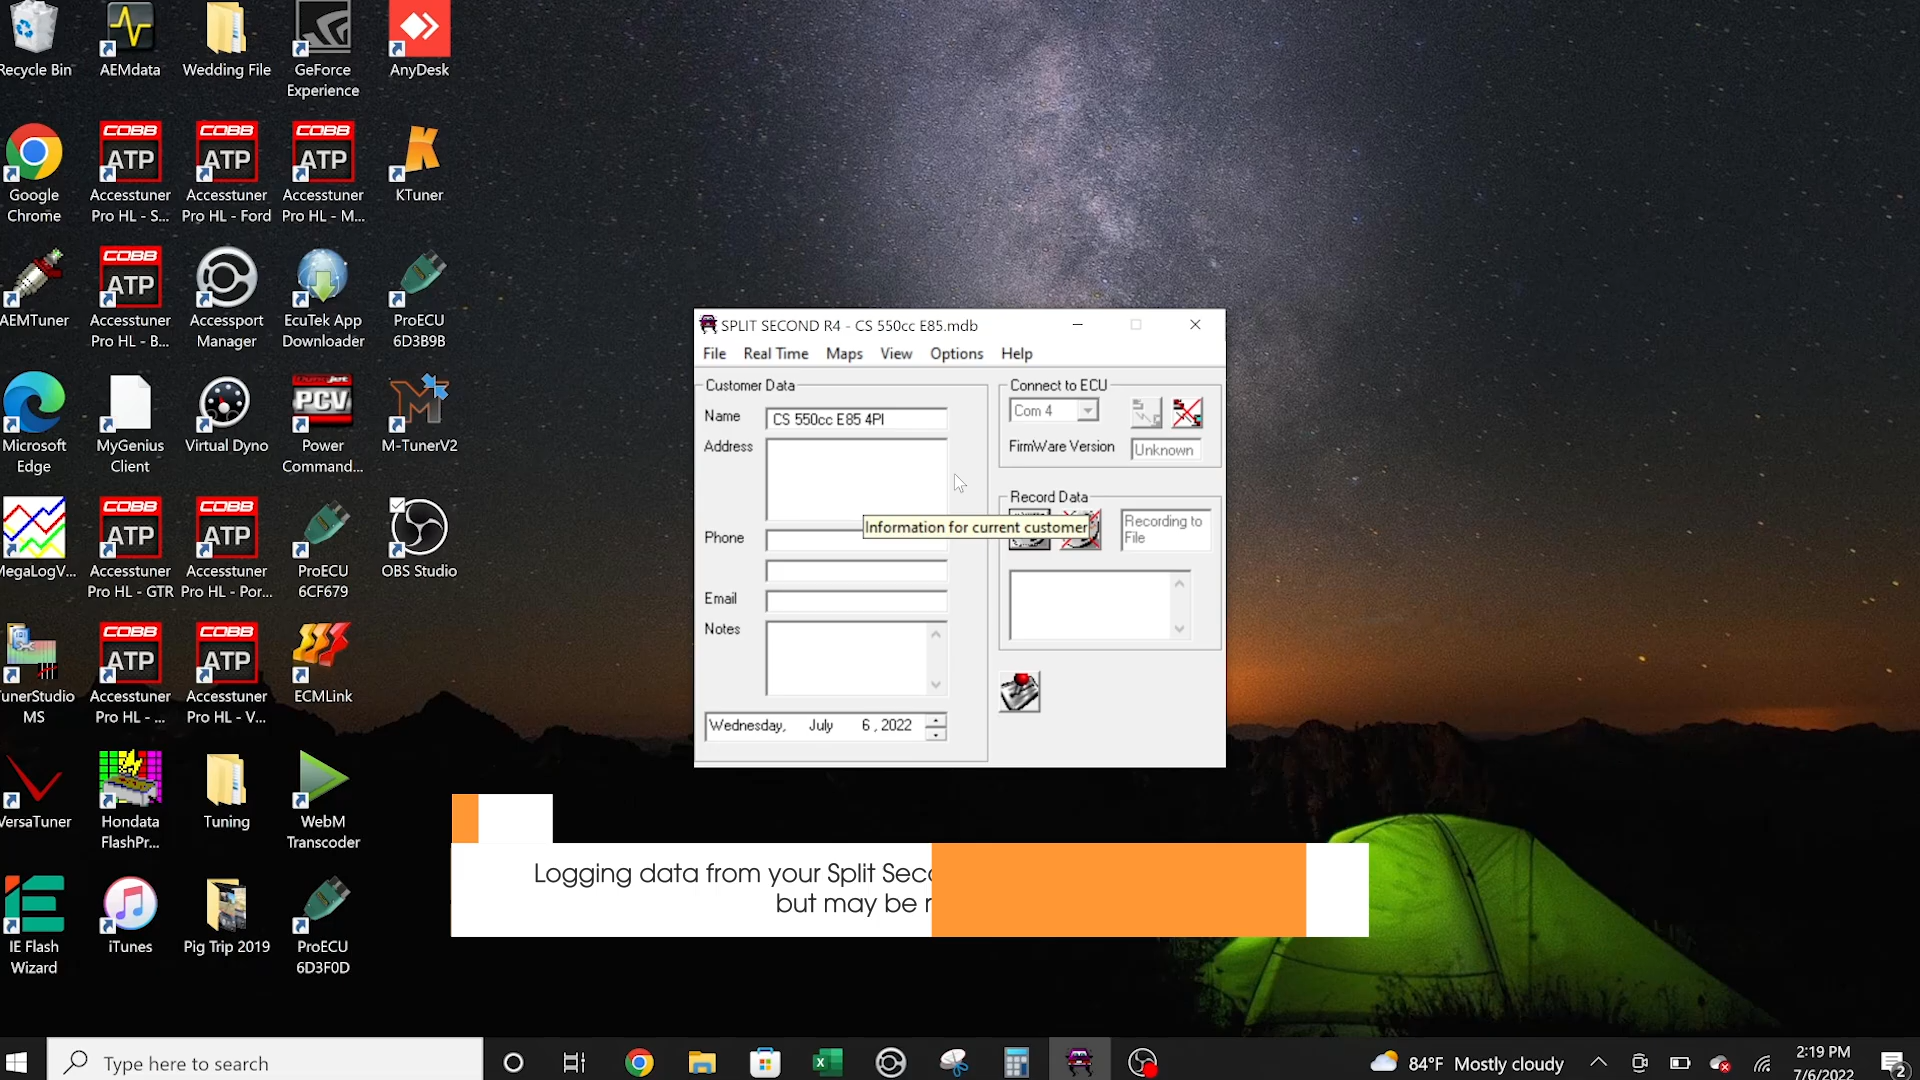 Recycle Bin
AEMdata
Wedding File
GeForce
Experience
AnyDesk
Google
Chrome
COBB
ATP
Accesstuner
Pro HL - S...
COBB
ATP
Accesstuner
Pro HL - Ford
COBB
ATP
Accesstuner
Pro HL - M...
KTuner
AEMTuner
COBB
ATP
Accesstuner
Pro HL - B...
Accessport
Manager
EcuTek App
Downloader
ProECU
6D3B9B
Microsoft
Edge
MyGenius
Client
Virtual Dyno
PCV
Power
Command...
M-TunerV2
MegaLogV...
COBB
ATP
Accesstuner
Pro HL - GTR
COBB
ATP
Accesstuner
Pro HL - Por...
ProECU
6CF679
OBS Studio
TunerStudio
MS
COBB
ATP
Accesstuner
Pro HL - ...
COBB
ATP
Accesstuner
Pro HL - V...
ECMLink
VersaTuner
Hondata
FlashPr...
Tuning
WebM
Transcoder
IE Flash
Wizard
iTunes
Pig Trip 2019
ProECU
6D3F0D
SPLIT SECOND R4 - CS 550cc E85.mdb
File Real Time Maps View Options Help
Customer Data
Name CS 550cc E85 4PI
Address
Phone
Email
Notes
Wednesday, July 6 , 2022
Connect to ECU
Com 4
FirmWare Version Unknown
Record Data
Recording to
File
Information for current customer
Logging data from your Split Seco
but may be
Type here to search
84°F Mostly cloudy
2:19 PM
7/6/2022
2